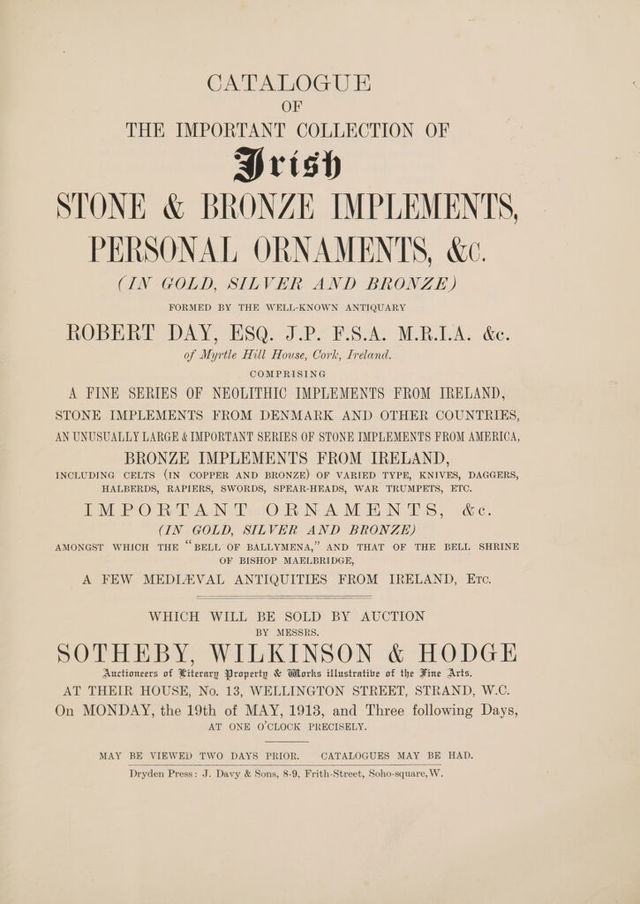 CATALOGUE
OF
THE IMPORTANT COLLECTION OF
Irish
STONE & BRONZE IMPLEMENTS,
PERSONAL ORNAMENTS, &c.
(IN GOLD, SILVER AND BRONZE)
FORMED BY THE WELL-KNOWN ANTIQUARY
ROBERT DAY, ESQ. J.P. F.S.A. M.R.I.A. &c.
of Myrtle Hill House, Cork, Ireland.
COMPRISING
A FINE SERIES OF NEOLITHIC IMPLEMENTS FROM IRELAND,
STONE IMPLEMENTS FROM DENMARK AND OTHER COUNTRIES,
AN UNUSUALLY LARGE & IMPORTANT SERIES OF STONE IMPLEMENTS FROM AMERICA,
BRONZE IMPLEMENTS FROM IRELAND,
INCLUDING CELTS (IN COPPER AND BRONZE) OF VARIED TYPE, KNIVES, DAGGERS,
HALBERDS, RAPIERS, SWORDS, SPEAR-HEADS, WAR TRUMPETS, ETC.
IMPORTANT ORNAMENTS, &c.
(IN GOLD, SILVER AND BRONZE)
AMONGST WHICH THE "BELL OF BALLYMENA," AND THAT OF THE BELL SHRINE
OF BISHOP MAELBRIDGE,
A FEW MEDIÆVAL ANTIQUITIES FROM IRELAND, ETC.
WHICH WILL BE SOLD BY AUCTION
BY MESSRS.
SOTHEBY, WILKINSON & HODGE
Auctioneers of Literary Property & Works illustrative of the Fine Arts.
AT THEIR HOUSE, No. 13, WELLINGTON STREET, STRAND, W.C.
On MONDAY, the 19th of MAY, 1913, and Three following Days,
AT ONE O'CLOCK PRECISELY.
MAY BE VIEWED TWO DAYS PRIOR. CATALOGUES MAY BE HAD.
Dryden Press: J. Davy & Sons, 8-9, Frith-Street, Soho-square, W.